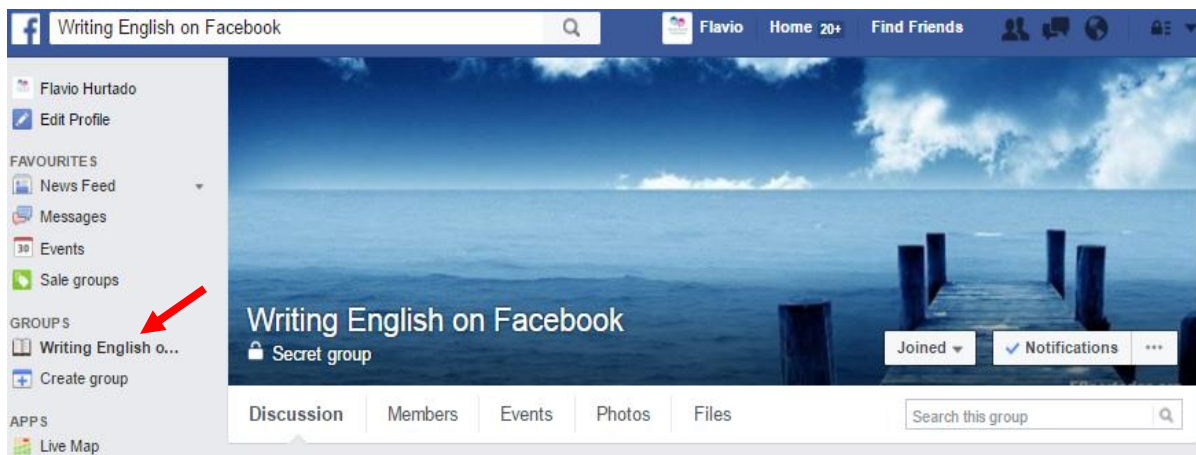 f Writing English on Facebook Flavio Home 20+ Find Friends
Flavio Hurtado
Edit Profile
FAVOURITES
News Feed
Messages
30 Events
Sale groups
GROUPS
Writing English o...
Create group
APPS
Live Map
Writing English on Facebook
Secret group
Joined Notifications ...
Discussion Members Events Photos Files Search this group